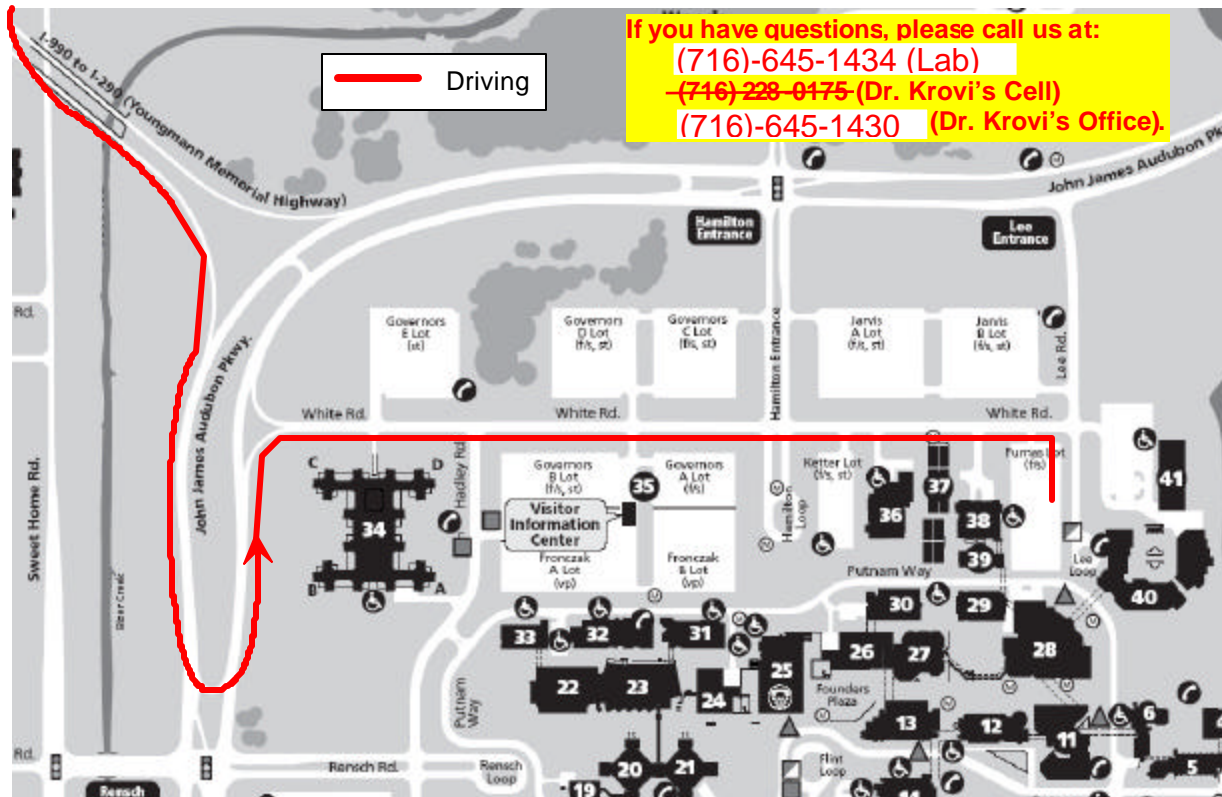 If you have questions, please call us at:
(716)-645-1434 (Lab)
(716) 228-0175 (Dr. Krovi's Cell)
(716)-645-1430 (Dr. Krovi's Office).
Driving
I-990 to I-290 (Youngmann Memorial Highway)
John James Audubon Pk
Hamilton
Entrance
Lee
Entrance
Rd.
Governors
E Lot
(st)
Governors
D Lot
(f/s, st)
Governors
C Lot
(f/s, st)
Hamilton Entrance
Jarvis
A Lot
(f/s, st)
Jarvis
B Lot
(f/s, st)
Lee Rd.
John James Audubon Pkwy.
White Rd.
White Rd.
White Rd.
Sweet Home Rd.
C
D
34
B
A
Hadley Rd
Governors
B Lot
(f/s, st)
35
Governors
A Lot
(f/s)
Visitor
Information
Center
Fronczak
A Lot
(vp)
Fronczak
B Lot
(vp)
Ketter Lot
(f/s, st)
Hamilton
Loop
36
37
38
39
Furnas Lot
(f/s)
41
Lee
Loop
40
Putnam Way
30
29
28
33
32
31
26
27
25
22
23
24
Founders
Plaza
13
12
11
6
5
Putnam
Way
Rd.
Rensch Rd.
Rensch
Loop
20
21
19
Flint
Loop
Rensch